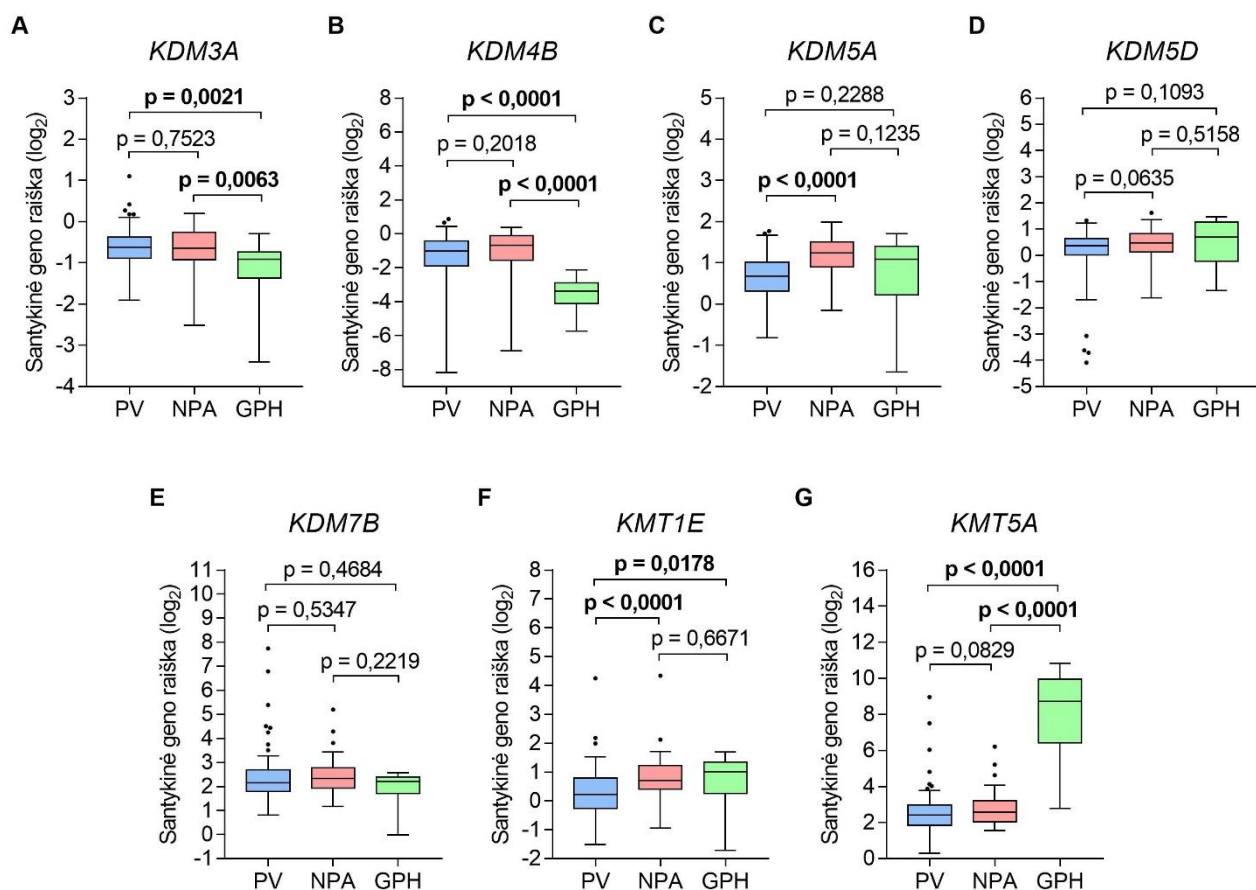 A
KDM3A
p = 0,0021
p = 0,7523
p = 0,0063
Santykinė geno raiška (log₂)
3
2
1
0
-1
-2
-3
-4
PV NPA GPH
B
KDM4B
p < 0,0001
p = 0,2018
p < 0,0001
Santykinė geno raiška (log₂)
8
6
4
2
0
-2
-4
-6
-8
PV NPA GPH
C
KDM5A
p = 0,2288
p = 0,1235
p < 0,0001
Santykinė geno raiška (log₂)
5
4
3
2
1
0
-1
-2
PV NPA GPH
D
KDM5D
p = 0,1093
p = 0,5158
p = 0,0635
Santykinė geno raiška (log₂)
6
5
4
3
2
1
0
-1
-2
-3
-4
-5
PV NPA GPH
E
KDM7B
p = 0,4684
p = 0,5347
p = 0,2219
Santykinė geno raiška (log₂)
11
10
9
8
7
6
5
4
3
2
1
0
-1
PV NPA GPH
F
KMT1E
p = 0,0178
p < 0,0001
p = 0,6671
Santykinė geno raiška (log₂)
8
7
6
5
4
3
2
1
0
-1
-2
PV NPA GPH
G
KMT5A
p < 0,0001
p < 0,0001
p = 0,0829
Santykinė geno raiška (log₂)
16
14
12
10
8
6
4
2
0
PV NPA GPH